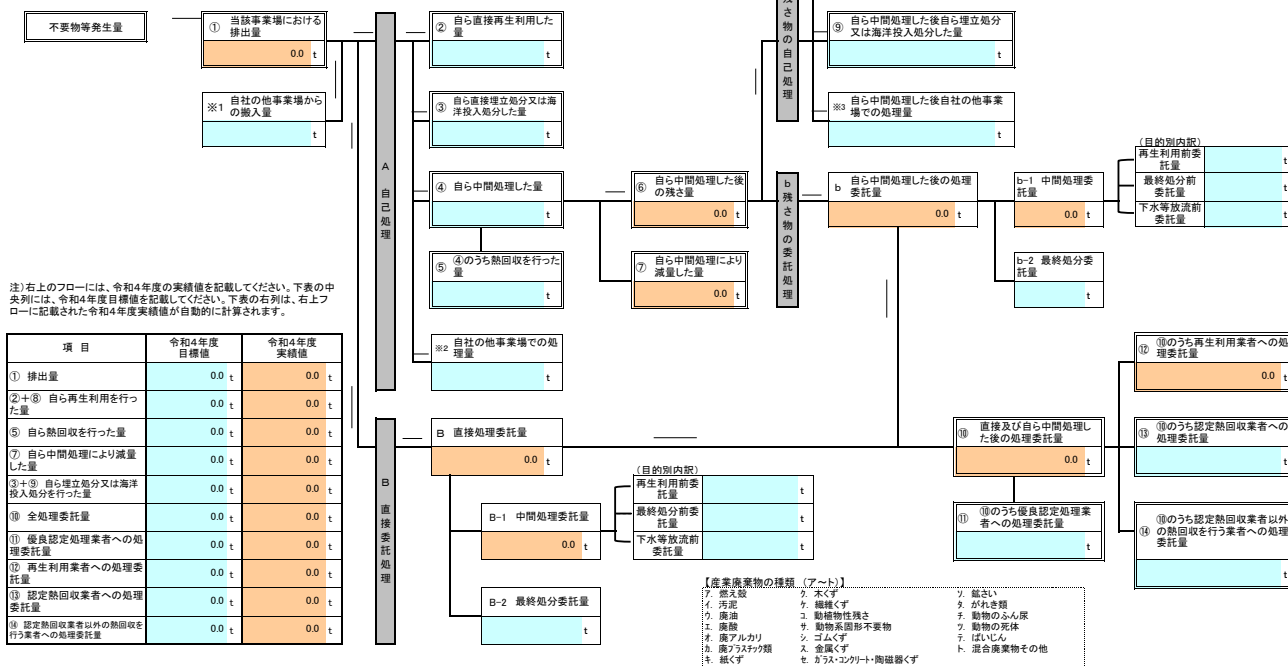 不要物等発生量
① 当該事業場における
排出量
0.0 t
※1 自社の他事業場から
の搬入量
t
A
自
己
処
理
② 自ら直接再生利用した
量
t
③ 自ら直接埋立処分又は海
洋投入処分した量
t
④ 自ら中間処理した量
t
⑤ ④のうち熱回収を行った
量
t
※2 自社の他事業場での処
理量
t
⑥ 自ら中間処理した後
の残さ量
0.0 t
⑦ 自ら中間処理により
減量した量
0.0 t
残
さ
物
の
自
己
処
理
⑨ 自ら中間処理した後自ら埋立処分
又は海洋投入処分した量
t
※3 自ら中間処理した後自社の他事業
場での処理量
t
b
残
さ
物
の
委
託
処
理
b 自ら中間処理した後の処理
委託量
0.0 t
b-1 中間処理委
託量
0.0 t
b-2 最終処分委
託量
t
(目的別内訳)
再生利用前委
託量
t
最終処分前
委託量
t
下水等放流前
委託量
t
注)右上のフローには、令和4年度の実績値を記載してください。下表の中
央列には、令和4年度目標値を記載してください。下表の右列は、右上フ
ローに記載された令和4年度実績値が自動的に計算されます。
項 目 令和4年度
目標値 令和4年度
実績値
① 排出量 0.0 t 0.0 t
②+⑧ 自ら再生利用を行っ
た量 0.0 t 0.0 t
⑤ 自ら熱回収を行った量 0.0 t 0.0 t
⑦ 自ら中間処理により減量
した量 0.0 t 0.0 t
③+⑨ 自ら埋立処分又は海洋
投入処分を行った量 0.0 t 0.0 t
⑩ 全処理委託量 0.0 t 0.0 t
⑪ 優良認定処理業者への処
理委託量 0.0 t 0.0 t
⑫ 再生利用業者への処理委
託量 0.0 t 0.0 t
⑬ 認定熱回収業者への処理
委託量 0.0 t 0.0 t
⑭ 認定熱回収業者以外の熱回収を
行う業者への処理委託量 0.0 t 0.0 t
B
直
接
委
託
処
理
B 直接処理委託量
0.0 t
B-1 中間処理委託量
0.0 t
B-2 最終処分委託量
t
(目的別内訳)
再生利用前委
託量
t
最終処分前委
託量
t
下水等放流前
委託量
t
⑩ 直接及び自ら中間処理し
た後の処理委託量
0.0 t
⑪ ⑩のうち優良認定処理業
者への処理委託量
t
⑫ ⑩のうち再生利用業者への処
理委託量
0.0 t
⑬ ⑩のうち認定熱回収業者への
処理委託量
t
⑭ ⑩のうち認定熱回収業者以外
の熱回収を行う業者への処理
委託量
t
【産業廃棄物の種類 (ア~ト)】
ア. 燃え殻
イ. 汚泥
ウ. 廃油
エ. 廃酸
オ. 廃アルカリ
カ. 廃プラスチック類
キ. 紙くず
ク. 木くず
ケ. 繊維くず
コ. 動植物性残さ
サ. 動物系固形不要物
シ. ゴムくず
ス. 金属くず
セ. ガラス・コンクリート・陶磁器くず
ソ. 鉱さい
タ. がれき類
チ. 動物のふん尿
ツ. 動物の死体
テ. ばいじん
ト. 混合廃棄物その他